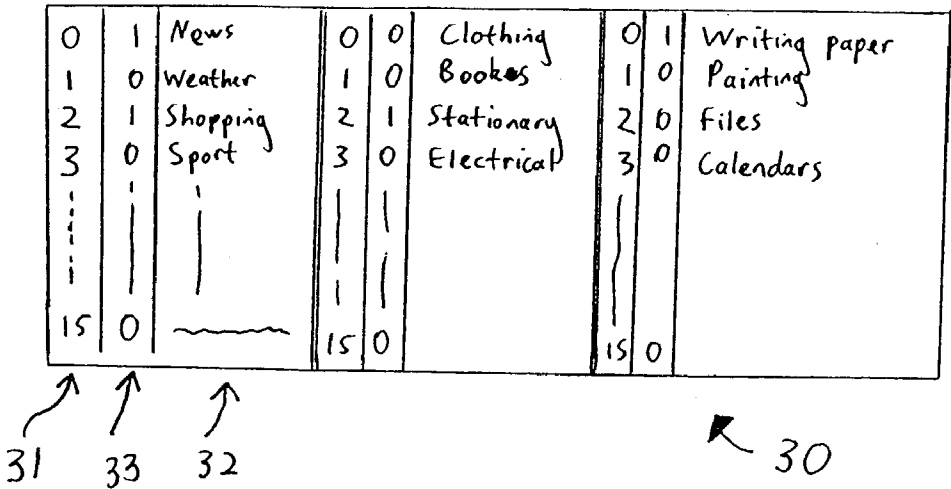 0 1 News 0 0 Clothing 0 1 Writing paper
1 0 Weather 1 0 Bookes 1 0 Painting
2 1 Shopping 2 1 Stationary 2 0 Files
3 0 Sport 3 0 Electrical 3 0 Calendars
15 0 15 0 15 0
31 33 32 30